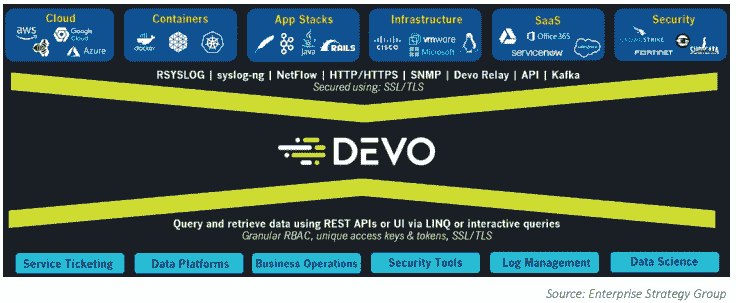 Cloud
Containers
App Stacks
Infrastructure
SaaS
Security
aws
Google Cloud
Azure
docker
Java
RAILS
CISCO
vmware
Microsoft
Office 365
servicenow
salesforce
CROWDSTRIKE
FORTINET
SURICATA
RSYSLOG | syslog-ng | NetFlow | HTTP/HTTPS | SNMP | Devo Relay | API | Kafka
Secured using: SSL/TLS
DEVO
Query and retrieve data using REST APIs or UI via LINQ or interactive queries
Granular RBAC, unique access keys & tokens, SSL/TLS
Service Ticketing
Data Platforms
Business Operations
Security Tools
Log Management
Data Science
Source: Enterprise Strategy Group